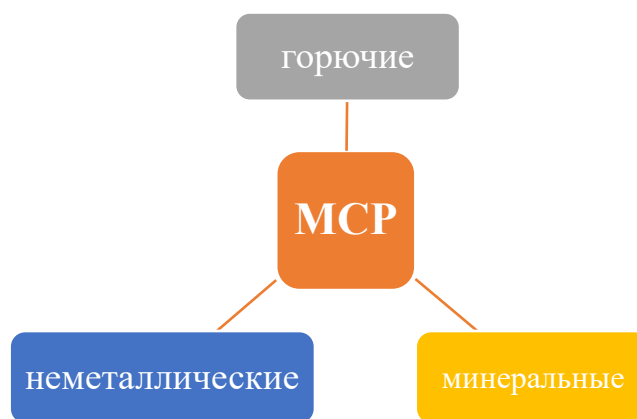 горючие
МСР
неметаллические
минеральные